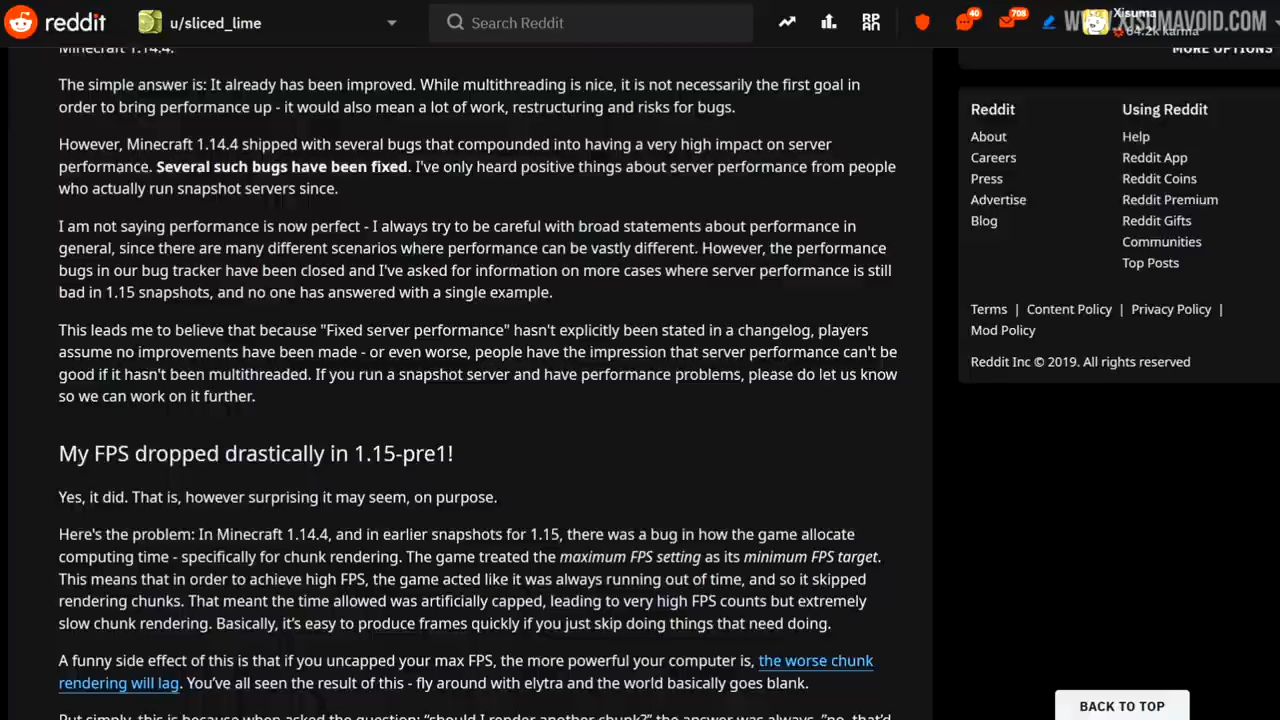 reddit
u/sliced_lime
Search Reddit
40
708
Xisuma
64.2k karma
WWW.XISUMAVOID.COM
Minecraft 1.14.4.
The simple answer is: It already has been improved. While multithreading is nice, it is not necessarily the first goal in
order to bring performance up - it would also mean a lot of work, restructuring and risks for bugs.
However, Minecraft 1.14.4 shipped with several bugs that compounded into having a very high impact on server
performance. Several such bugs have been fixed. I've only heard positive things about server performance from people
who actually run snapshot servers since.
I am not saying performance is now perfect - I always try to be careful with broad statements about performance in
general, since there are many different scenarios where performance can be vastly different. However, the performance
bugs in our bug tracker have been closed and I've asked for information on more cases where server performance is still
bad in 1.15 snapshots, and no one has answered with a single example.
This leads me to believe that because "Fixed server performance" hasn't explicitly been stated in a changelog, players
assume no improvements have been made - or even worse, people have the impression that server performance can't be
good if it hasn't been multithreaded. If you run a snapshot server and have performance problems, please do let us know
so we can work on it further.
My FPS dropped drastically in 1.15-pre1!
Yes, it did. That is, however surprising it may seem, on purpose.
Here's the problem: In Minecraft 1.14.4, and in earlier snapshots for 1.15, there was a bug in how the game allocate
computing time - specifically for chunk rendering. The game treated the maximum FPS setting as its minimum FPS target.
This means that in order to achieve high FPS, the game acted like it was always running out of time, and so it skipped
rendering chunks. That meant the time allowed was artificially capped, leading to very high FPS counts but extremely
slow chunk rendering. Basically, it's easy to produce frames quickly if you just skip doing things that need doing.
A funny side effect of this is that if you uncapped your max FPS, the more powerful your computer is, the worse chunk
rendering will lag. You've all seen the result of this - fly around with elytra and the world basically goes blank.
Put simply, this is because when asked the question: "should I render another chunk?" the answer was always, "no, that'd
MORE OPTIONS
Reddit
About
Careers
Press
Advertise
Blog
Using Reddit
Help
Reddit App
Reddit Coins
Reddit Premium
Reddit Gifts
Communities
Top Posts
Terms | Content Policy | Privacy Policy |
Mod Policy
Reddit Inc © 2019. All rights reserved
BACK TO TOP